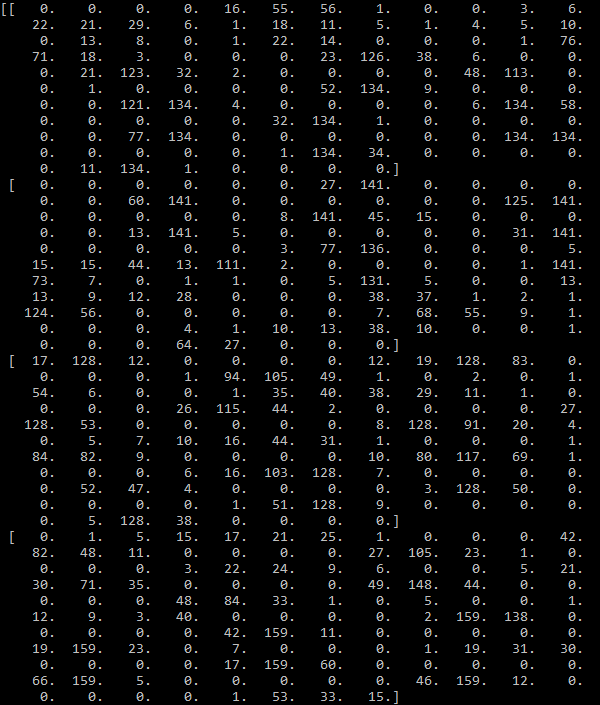 [[ 0. 0. 0. 0. 16. 55. 56. 1. 0. 0. 3. 6.
22. 21. 29. 6. 1. 18. 11. 5. 1. 4. 5. 10.
0. 13. 8. 0. 1. 22. 14. 0. 0. 0. 1. 76.
71. 18. 3. 0. 0. 0. 23. 126. 38. 6. 0. 0.
0. 21. 123. 32. 2. 0. 0. 0. 0. 48. 113. 0.
0. 1. 0. 0. 0. 0. 52. 134. 9. 0. 0. 0.
0. 0. 121. 134. 4. 0. 0. 0. 0. 6. 134. 58.
0. 0. 0. 0. 0. 32. 134. 1. 0. 0. 0. 0.
0. 0. 77. 134. 0. 0. 0. 0. 0. 0. 134. 134.
0. 0. 0. 0. 0. 1. 134. 34. 0. 0. 0. 0.
0. 11. 134. 1. 0. 0. 0. 0.]
[ 0. 0. 0. 0. 0. 0. 27. 141. 0. 0. 0. 0.
0. 0. 60. 141. 0. 0. 0. 0. 0. 0. 125. 141.
0. 0. 0. 0. 0. 8. 141. 45. 15. 0. 0. 0.
0. 0. 13. 141. 5. 0. 0. 0. 0. 0. 31. 141.
0. 0. 0. 0. 0. 3. 77. 136. 0. 0. 0. 5.
15. 15. 44. 13. 111. 2. 0. 0. 0. 0. 1. 141.
73. 7. 0. 1. 1. 0. 5. 131. 5. 0. 0. 13.
13. 9. 12. 28. 0. 0. 0. 38. 37. 1. 2. 1.
124. 56. 0. 0. 0. 0. 0. 7. 68. 55. 9. 1.
0. 0. 0. 4. 1. 10. 13. 38. 10. 0. 0. 1.
0. 0. 0. 64. 27. 0. 0. 0.]
[ 17. 128. 12. 0. 0. 0. 0. 12. 19. 128. 83. 0.
0. 0. 0. 1. 94. 105. 49. 1. 0. 2. 0. 1.
54. 6. 0. 0. 1. 35. 40. 38. 29. 11. 1. 0.
0. 0. 0. 26. 115. 44. 2. 0. 0. 0. 0. 27.
128. 53. 0. 0. 0. 0. 0. 8. 128. 91. 20. 4.
0. 5. 7. 10. 16. 44. 31. 1. 0. 0. 0. 1.
84. 82. 9. 0. 0. 0. 0. 10. 80. 117. 69. 1.
0. 0. 0. 6. 16. 103. 128. 7. 0. 0. 0. 0.
0. 52. 47. 4. 0. 0. 0. 0. 3. 128. 50. 0.
0. 0. 0. 0. 1. 51. 128. 9. 0. 0. 0. 0.
0. 5. 128. 38. 0. 0. 0. 0.]
[ 0. 1. 5. 15. 17. 21. 25. 1. 0. 0. 0. 42.
82. 48. 11. 0. 0. 0. 0. 27. 105. 23. 1. 0.
0. 0. 0. 3. 22. 24. 9. 6. 0. 0. 5. 21.
30. 71. 35. 0. 0. 0. 0. 49. 148. 44. 0. 0.
0. 0. 0. 48. 84. 33. 1. 0. 5. 0. 0. 1.
12. 9. 3. 40. 0. 0. 0. 0. 2. 159. 138. 0.
0. 0. 0. 0. 42. 159. 11. 0. 0. 0. 0. 0.
19. 159. 23. 0. 7. 0. 0. 0. 1. 19. 31. 30.
0. 0. 0. 0. 17. 159. 60. 0. 0. 0. 0. 0.
66. 159. 5. 0. 0. 0. 0. 0. 46. 159. 12. 0.
0. 0. 0. 0. 1. 53. 33. 15.]